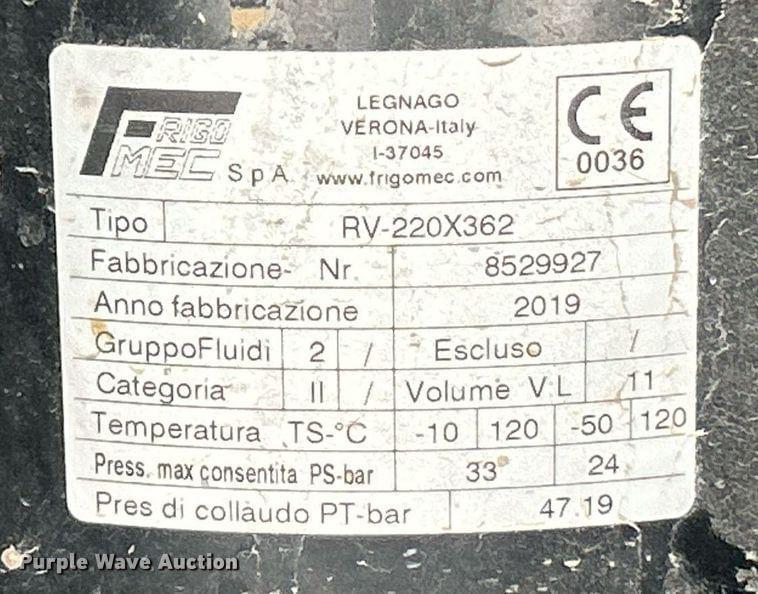 FRIGO
MEC S p A
LEGNAGO
VERONA-Italy
I-37045
www.frigomec.com
CE
0036
Tipo RV-220X362
Fabbricazione- Nr. 8529927
Anno fabbricazione 2019
GruppoFluidi 2 / Escluso /
Categoria II / Volume V.L 11
Temperatura TS-°C -10 120 -50 120
Press. max consentita PS-bar 33 24
Pres di collaudo PT-bar 47.19
Purple Wave Auction